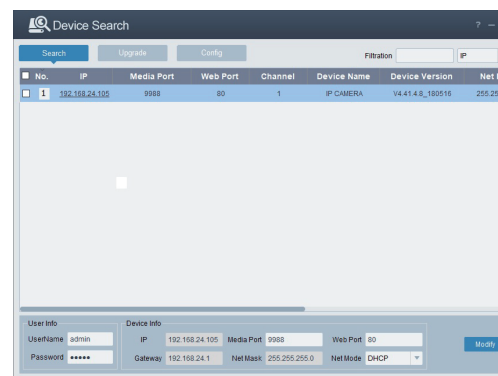 Device Search
? —
Search Upgrade Config Filtration IP
No. IP Media Port Web Port Channel Device Name Device Version Net
1 192.168.24.105 9988 80 1 IP CAMERA V4.41.4.8_180516 255.25
User Info Device Info
UserName admin IP 192.168.24.105 Media Port 9988 Web Port 80
Modify
Password ●●●●● Gateway 192.168.24.1 Net Mask 255.255.255.0 Net Mode DHCP